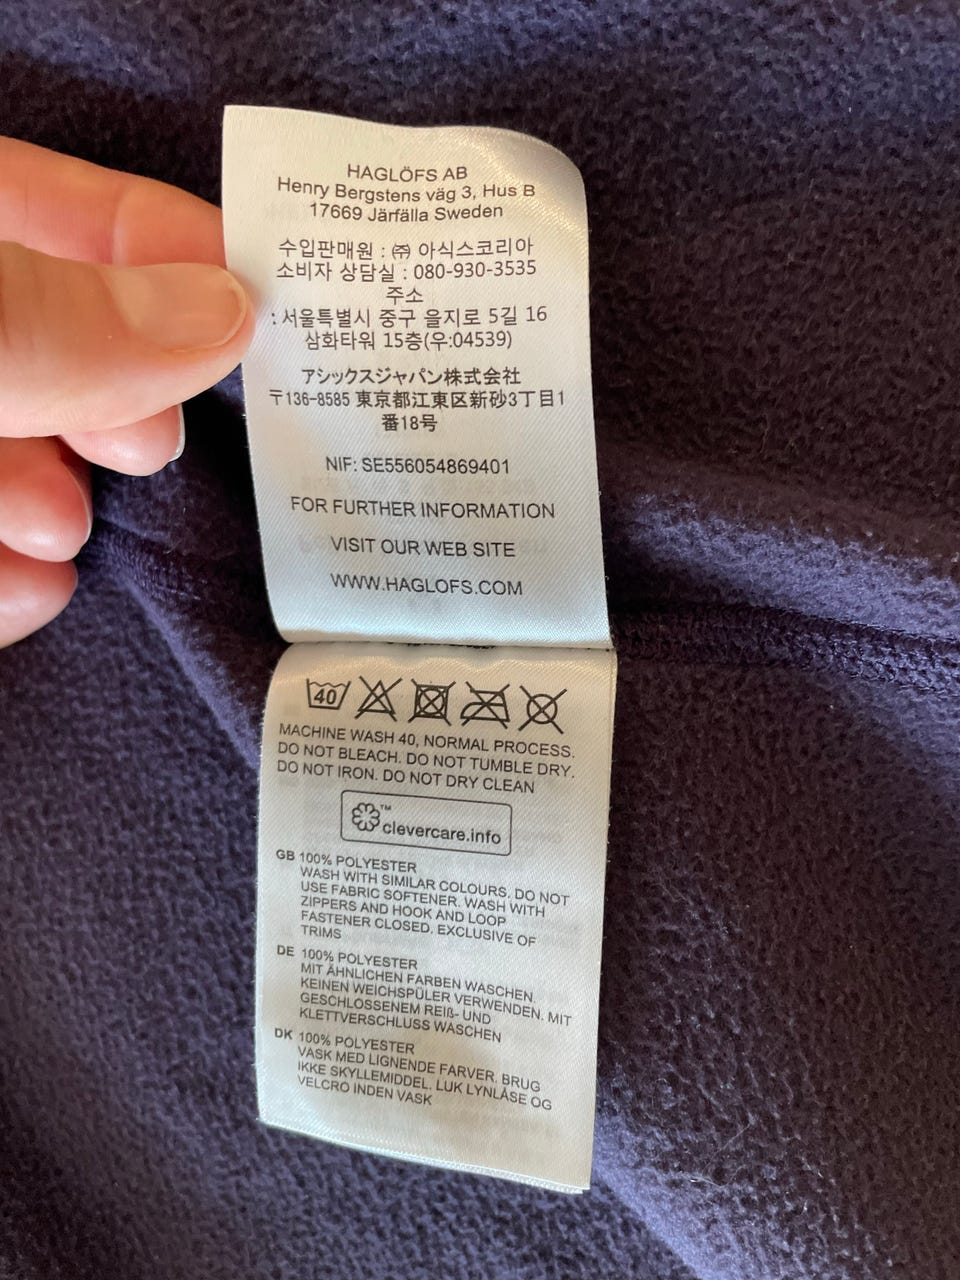 HAGLÖFS AB
Henry Bergstens väg 3, Hus B
17669 Järfälla Sweden
수입판매원 : ㈜ 아식스코리아
소비자 상담실 : 080-930-3535
주소
: 서울특별시 중구 을지로 5길 16
삼화타워 15층(우:04539)
アシックスジャパン株式会社
〒136-8585 東京都江東区新砂3丁目1
番18号
NIF: SE556054869401
FOR FURTHER INFORMATION
VISIT OUR WEB SITE
WWW.HAGLOFS.COM
40
MACHINE WASH 40, NORMAL PROCESS.
DO NOT BLEACH. DO NOT TUMBLE DRY.
DO NOT IRON. DO NOT DRY CLEAN
™
clevercare.info
GB 100% POLYESTER
WASH WITH SIMILAR COLOURS. DO NOT
USE FABRIC SOFTENER. WASH WITH
ZIPPERS AND HOOK AND LOOP
FASTENER CLOSED. EXCLUSIVE OF
TRIMS
DE 100% POLYESTER
MIT ÄHNLICHEN FARBEN WASCHEN.
KEINEN WEICHSPÜLER VERWENDEN. MIT
GESCHLOSSENEM REIß- UND
KLETTVERSCHLUSS WASCHEN
DK 100% POLYESTER
VASK MED LIGNENDE FARVER. BRUG
IKKE SKYLLEMIDDEL. LUK LYNLÅSE OG
VELCRO INDEN VASK